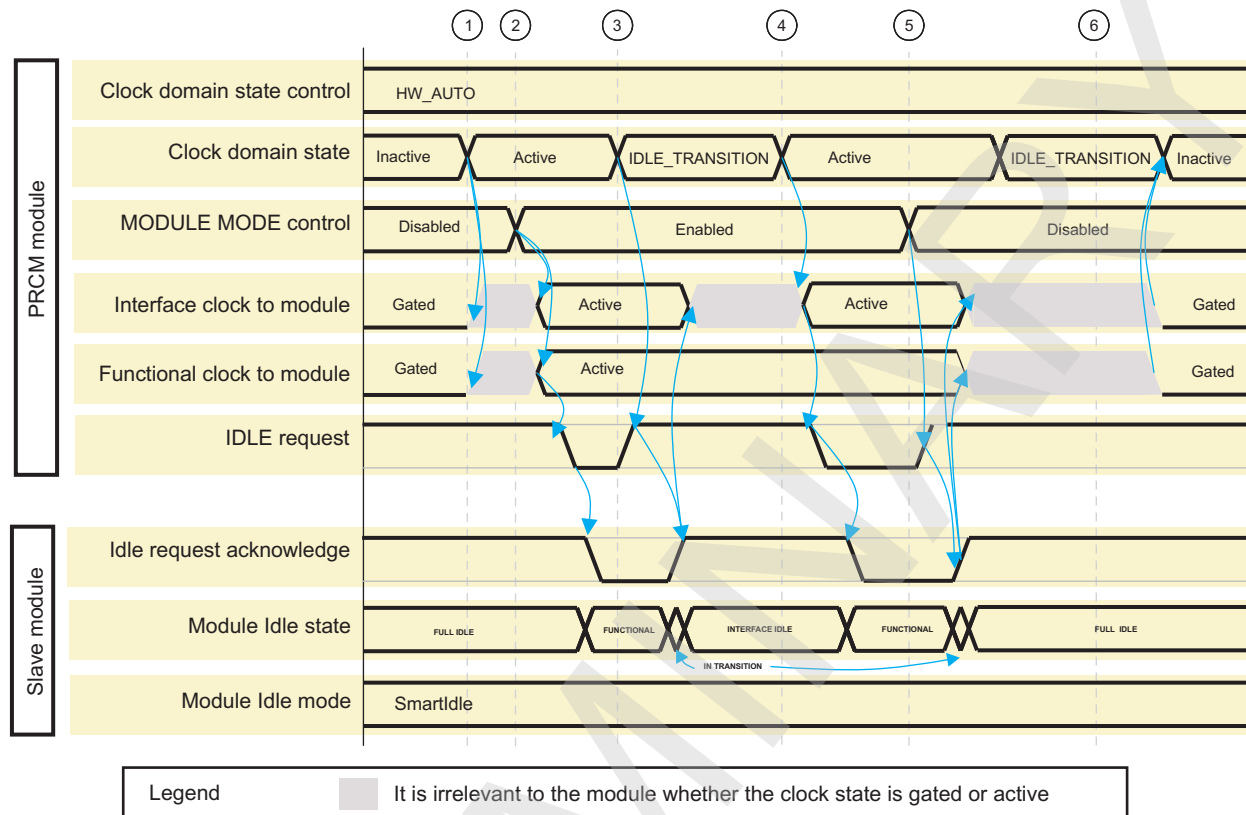 1 2 3 4 5 6
PRCM module
Clock domain state control
HW_AUTO
Clock domain state
Inactive Active IDLE_TRANSITION Active IDLE_TRANSITION Inactive
MODULE MODE control
Disabled Enabled Disabled
Interface clock to module
Gated Active Active Gated
Functional clock to module
Gated Active Gated
IDLE request
Slave module
Idle request acknowledge
Module Idle state
FULL IDLE FUNCTIONAL INTERFACE IDLE FUNCTIONAL FULL IDLE
IN TRANSITION
Module Idle mode
SmartIdle
Legend
It is irrelevant to the module whether the clock state is gated or active
MINARY